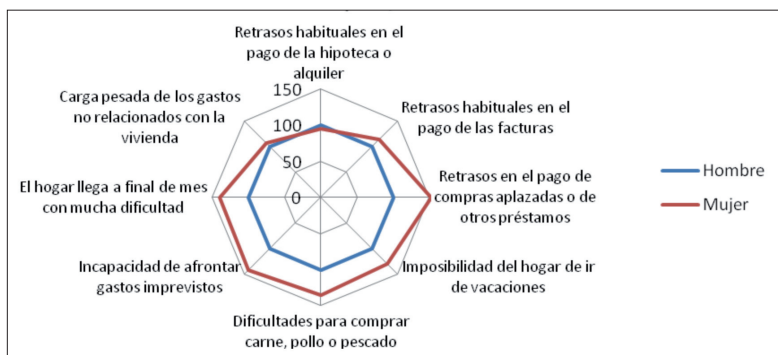 Retrasos habituales en el
pago de la hipoteca o
alquiler
150
100
50
0
Retrasos habituales en el
pago de las facturas
Retrasos en el pago de
compras aplazadas o de
otros préstamos
Imposibilidad del hogar de ir
de vacaciones
Dificultades para comprar
carne, pollo o pescado
Incapacidad de afrontar
gastos imprevistos
El hogar llega a final de mes
con mucha dificultad
Carga pesada de los gastos
no relacionados con la
vivienda
Hombre
Mujer